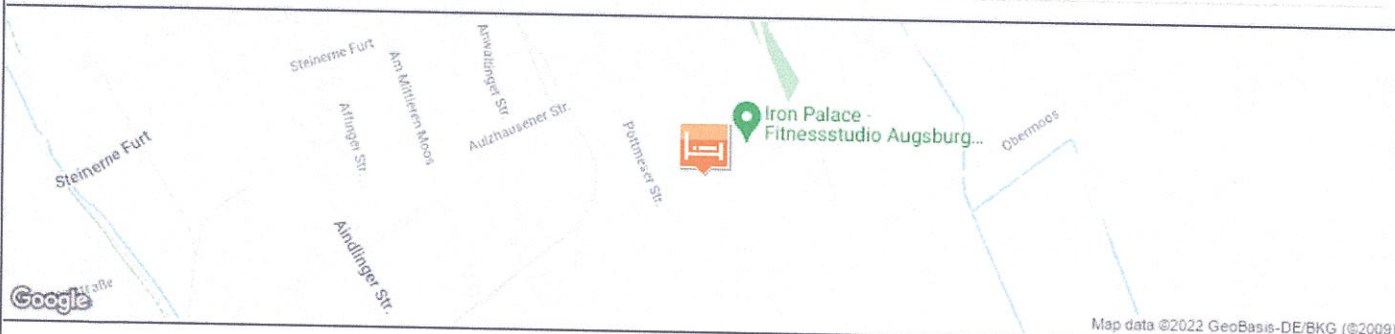 Steinerne Furt
Am Mittleren Moos
Anwaltinger Str.
Affinger Str.
Aulzhausener Str.
Pöttmeser Str.
Iron Palace -
Fitnessstudio Augsburg...
Obermoos
Steinerne Furt
Aindlinger Str.
Google
Map data ©2022 GeoBasis-DE/BKG (©2009)